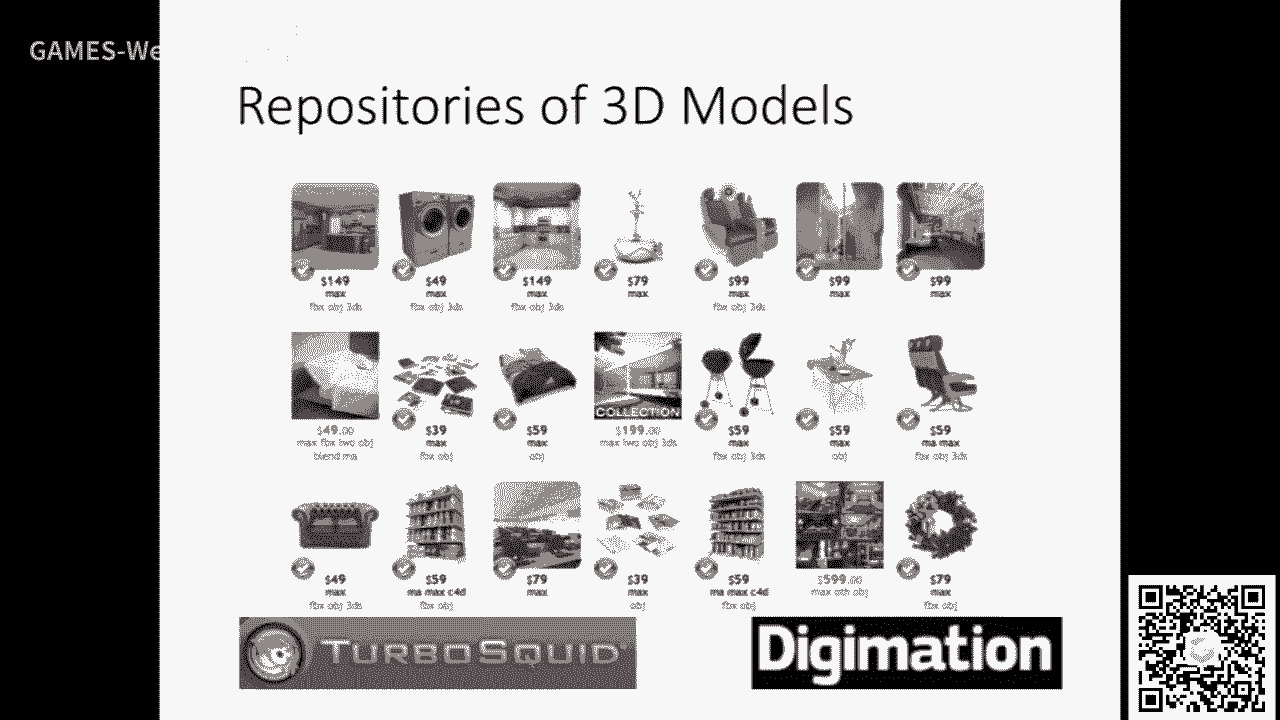 GAMES-We
Repositories of 3D Models
$149 $49 $149 $79 $99 $99 $99
max max max max max max max
fbx obj 3ds fbx obj 3ds fbx obj 3ds fbx obj 3ds
COLLECTION
$49.00 $39 $59 $199.00 $59 $59 $59
max fbx lwo obj max max max lwo obj 3ds max max ma max
blend ma fbx obj obj fbx obj 3ds obj fbx obj 3ds
$49 $59 $79 $39 $59 $599.00 $79
max ma max c4d max max ma max c4d max oth obj max
fbx obj 3ds fbx obj obj fbx obj fbx obj
TURBOSQUID
Digimation